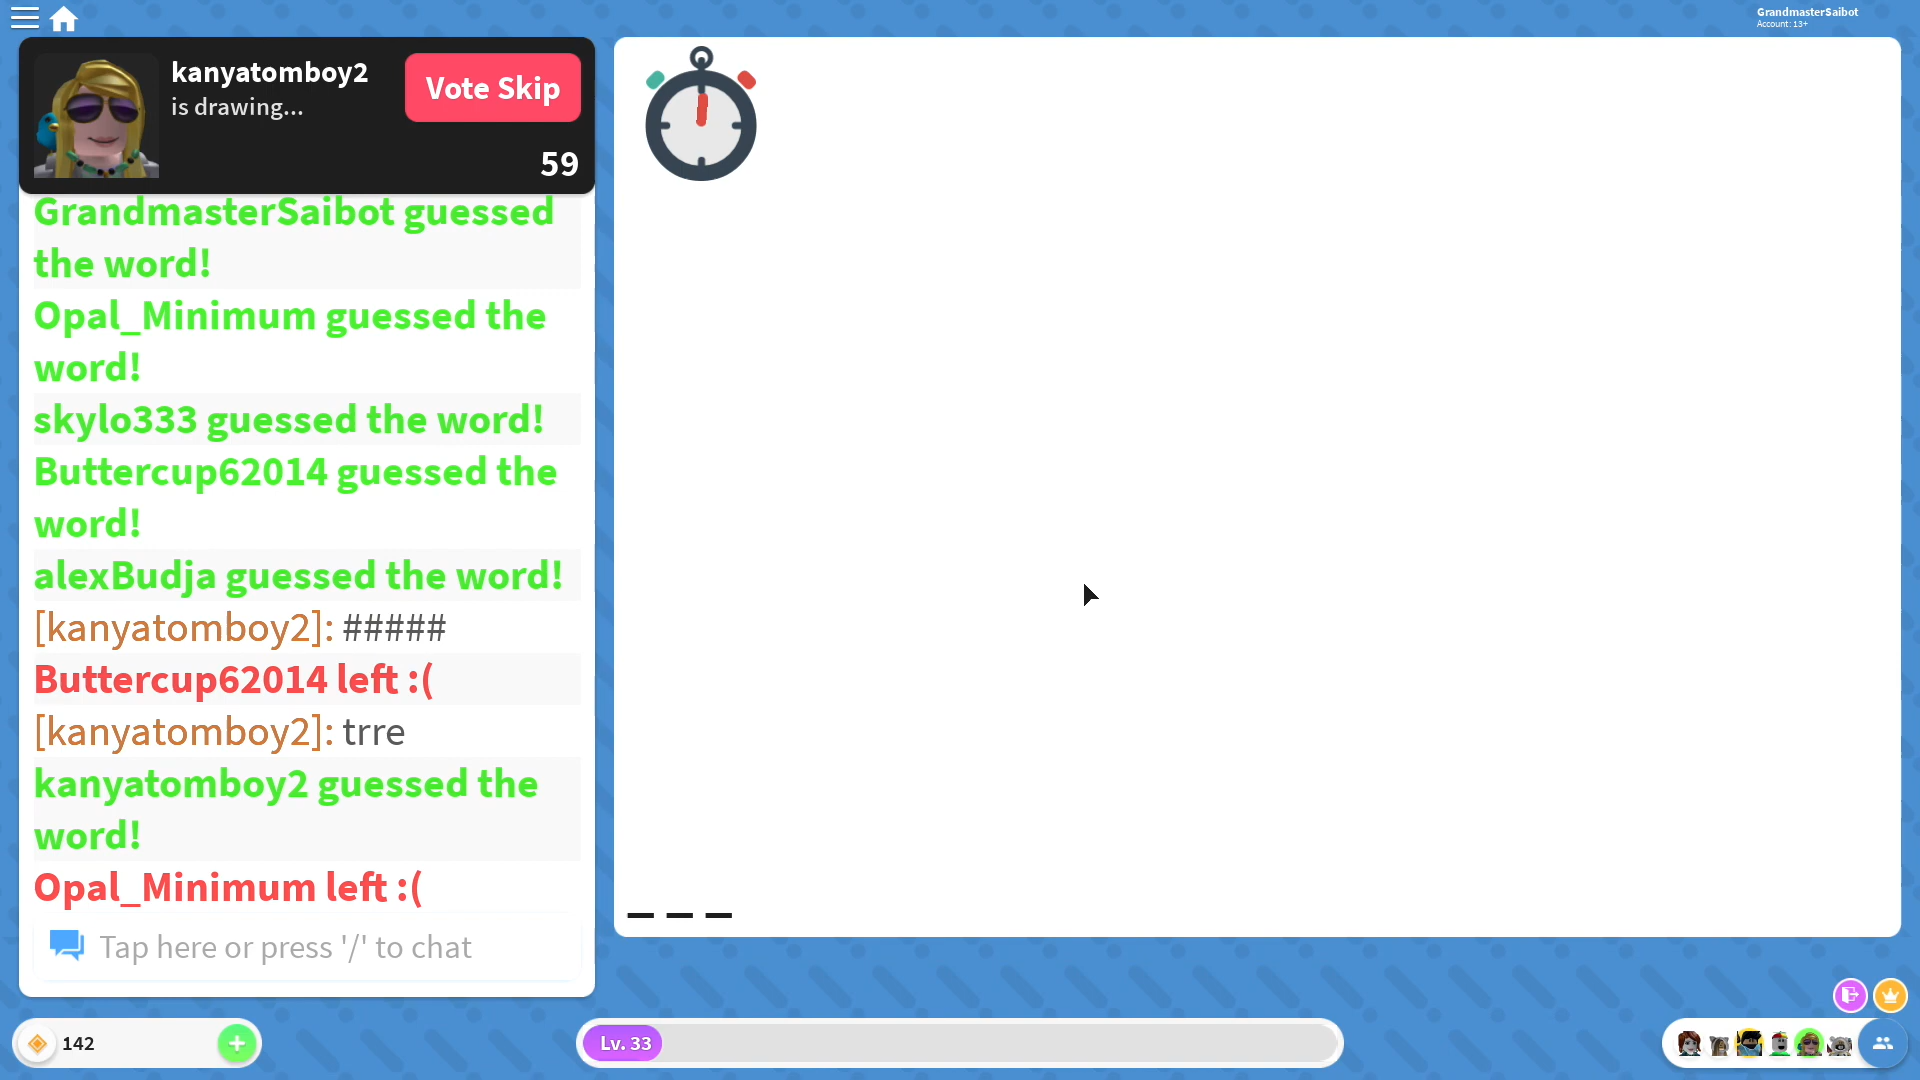 GrandmasterSaibot
Account: 13+
kanyatomboy2
is drawing...
Vote Skip
59
GrandmasterSaibot guessed
the word!
Opal_Minimum guessed the
word!
skylo333 guessed the word!
Buttercup62014 guessed the
word!
alexBudja guessed the word!
[kanyatomboy2]: #####
Buttercup62014 left :(
[kanyatomboy2]: trre
kanyatomboy2 guessed the
word!
Opal_Minimum left :(
Tap here or press '/' to chat
_ _ _
142
Lv. 33